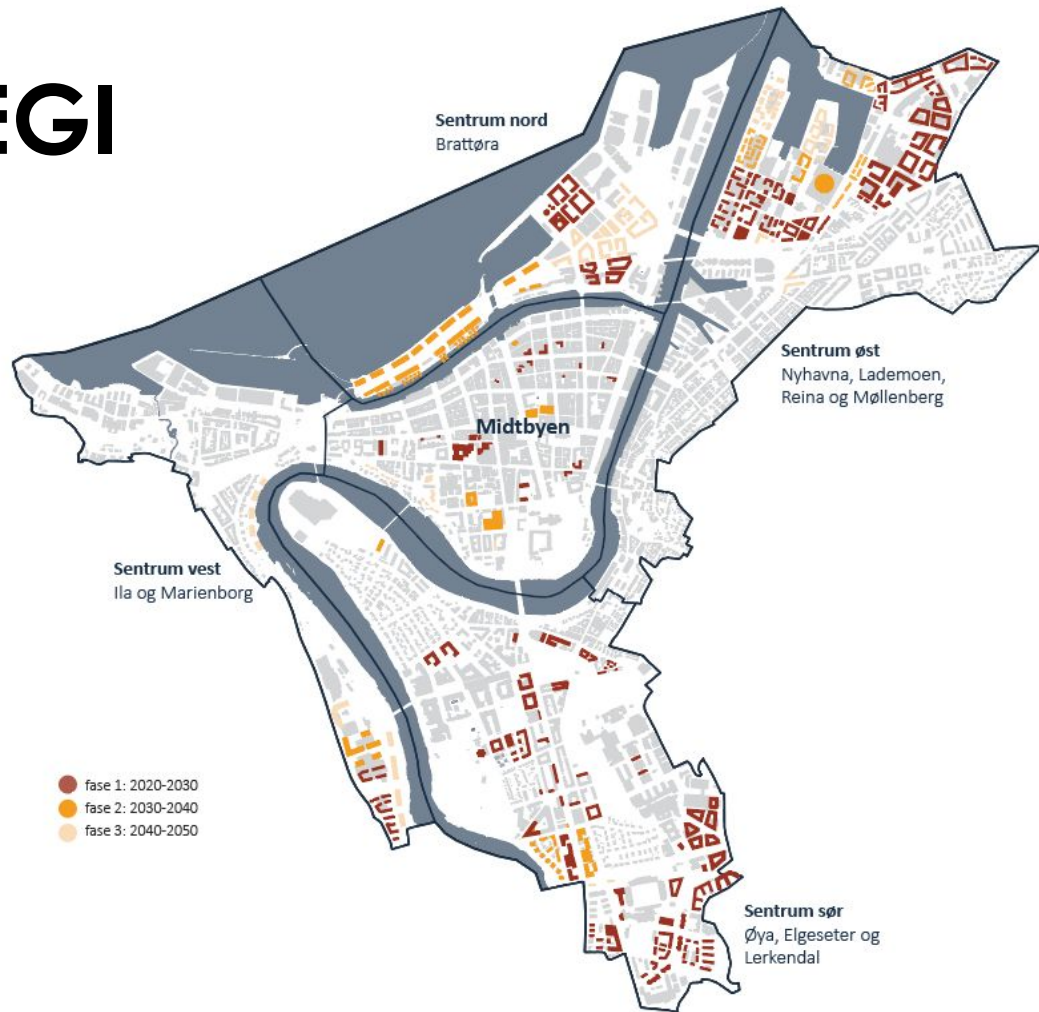 EGI
Sentrum nord
Brattøra
Sentrum øst
Nyhavna, Lademoen,
Reina og Møllenberg
Midtbyen
Sentrum vest
Ila og Marienborg
fase 1: 2020-2030
fase 2: 2030-2040
fase 3: 2040-2050
Sentrum sør
Øya, Elgeseter og
Lerkendal